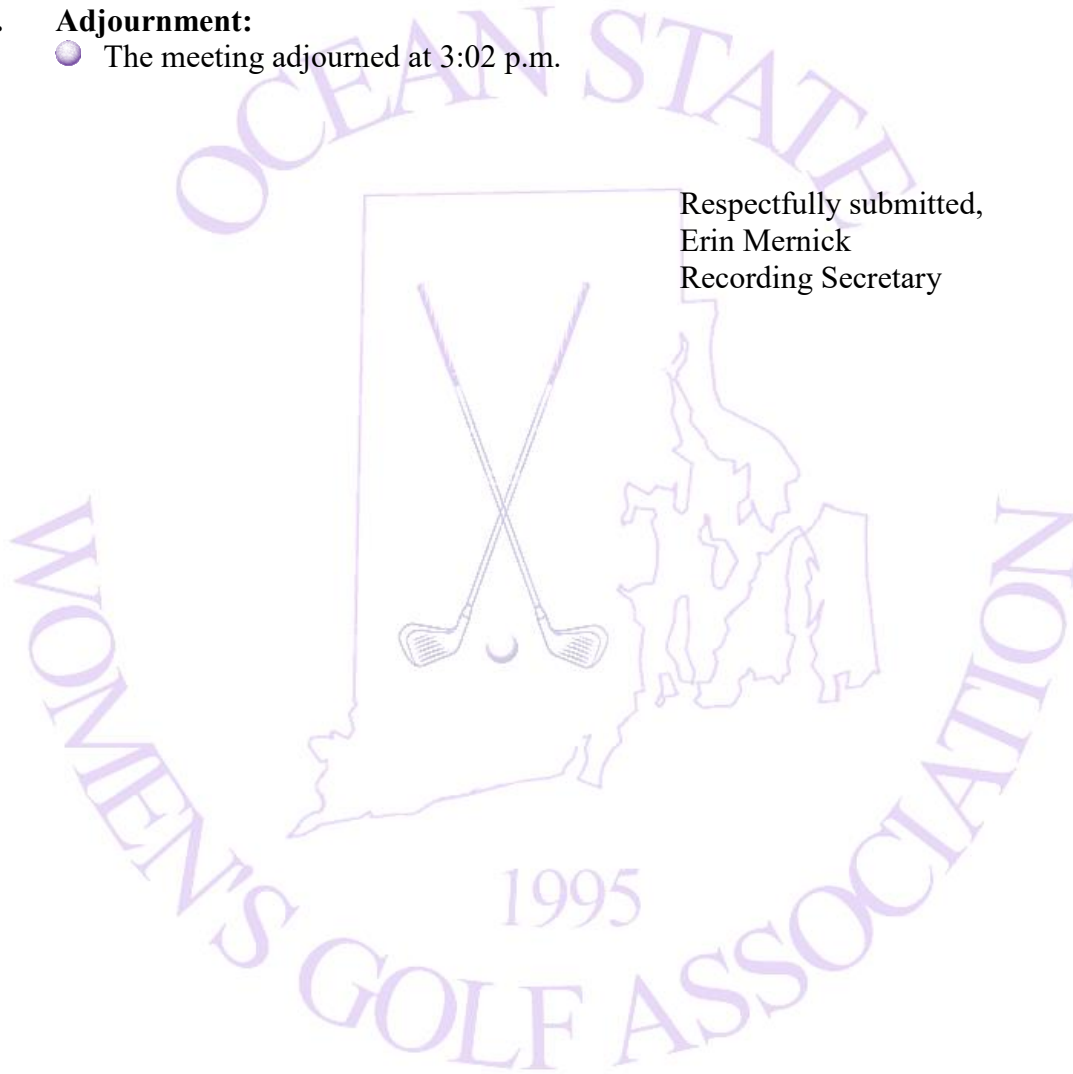 . Adjournment:
The meeting adjourned at 3:02 p.m.
OCEAN STATE
Respectfully submitted,
Erin Mernick
Recording Secretary
WOMEN'S GOLF ASSOCIATION
1995